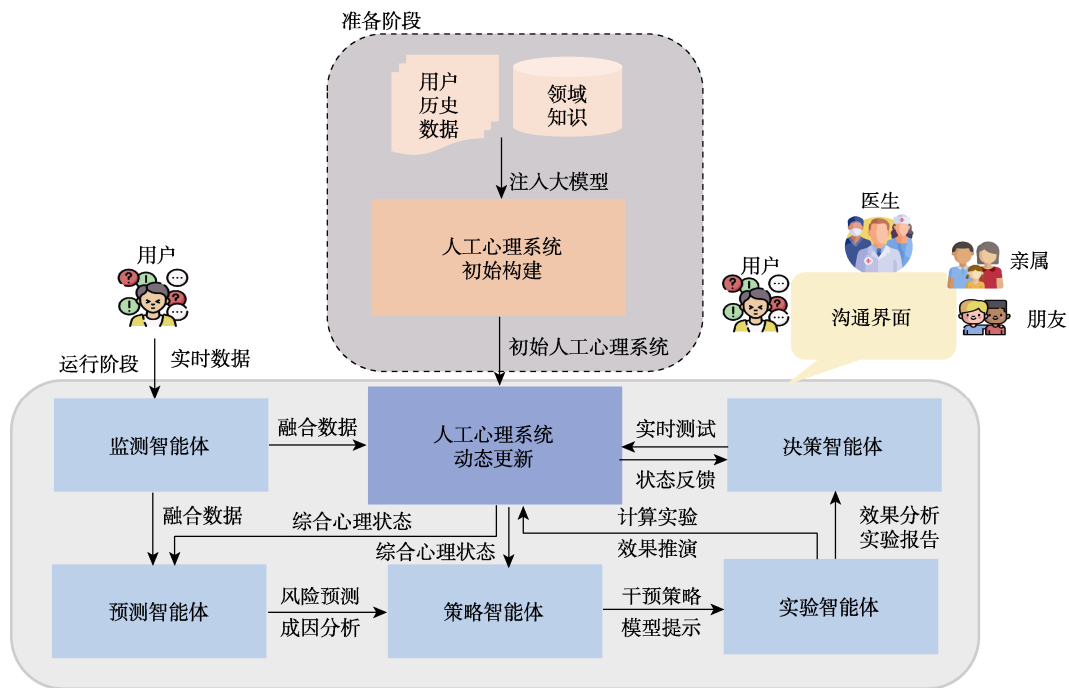 准备阶段
用户
历史
数据
领域
知识
注入大模型
人工心理系统
初始构建
初始人工心理系统
用户
运行阶段
实时数据
医生
用户
亲属
沟通界面
朋友
监测智能体
融合数据
人工心理系统
动态更新
实时测试
状态反馈
决策智能体
融合数据
综合心理状态
综合心理状态
计算实验
效果推演
效果分析
实验报告
预测智能体
风险预测
成因分析
策略智能体
干预策略
模型提示
实验智能体